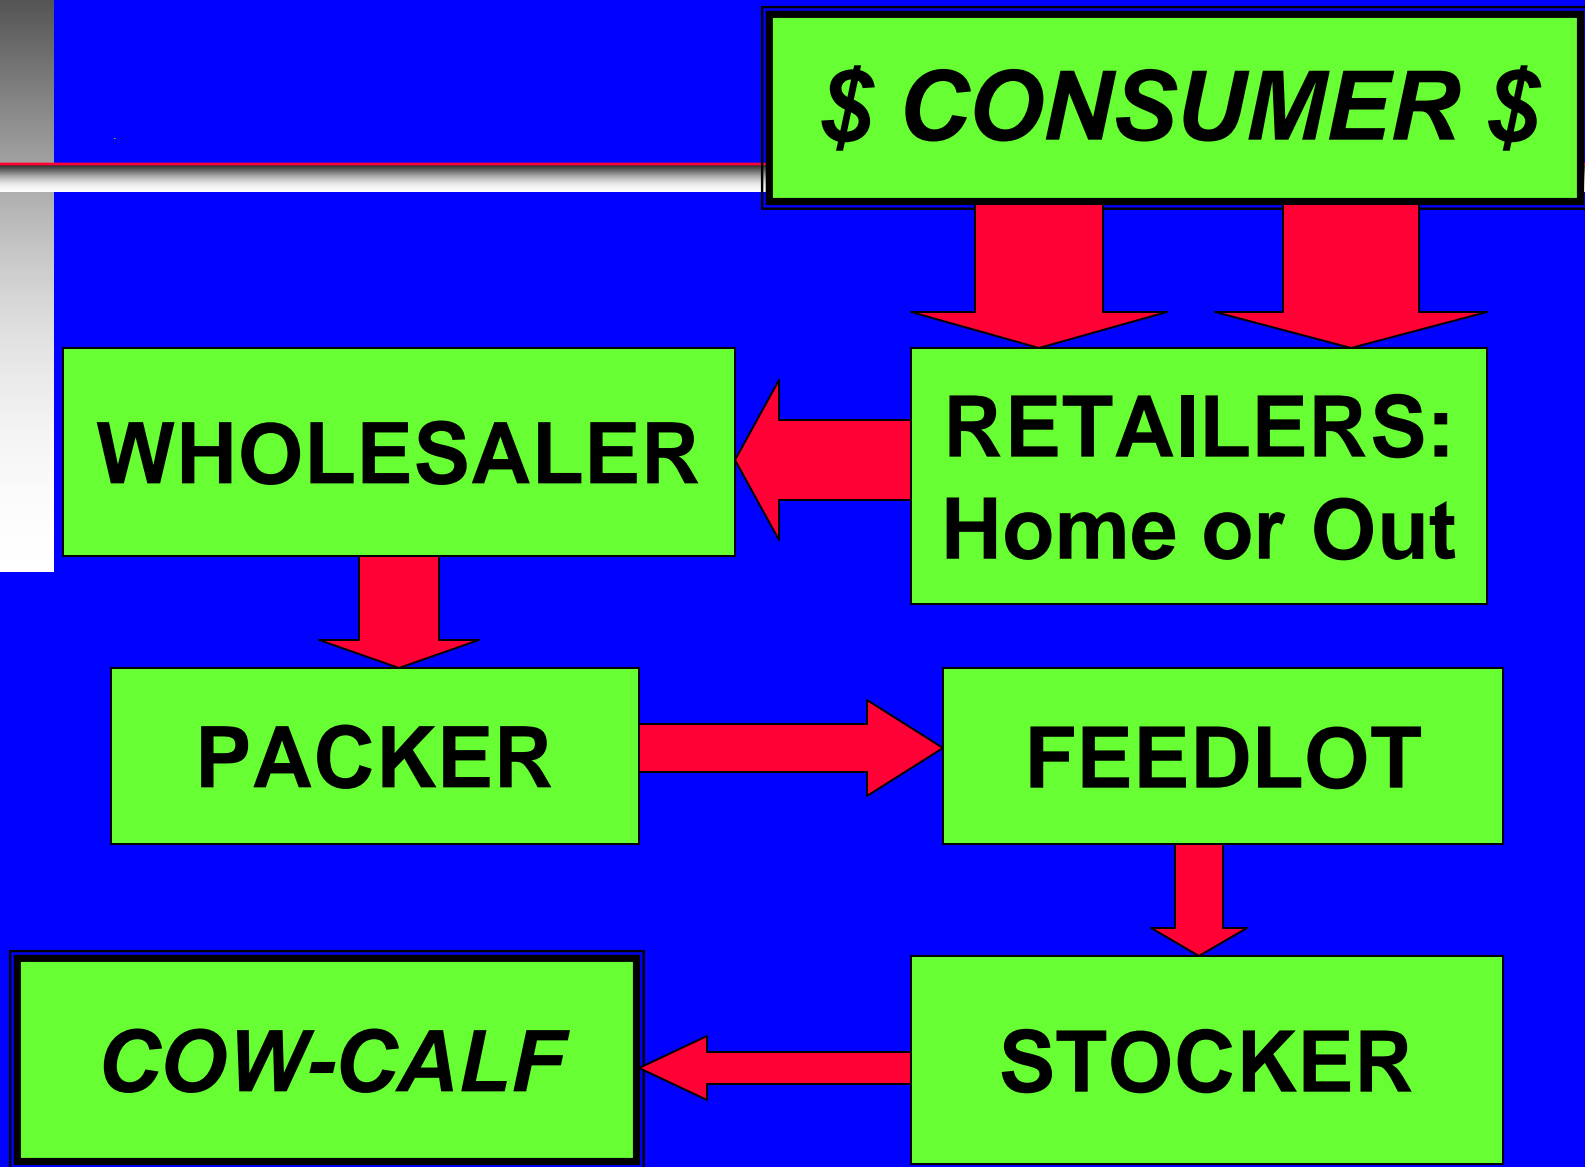 $ CONSUMER $
WHOLESALER
RETAILERS:
Home or Out
PACKER
FEEDLOT
COW-CALF
STOCKER